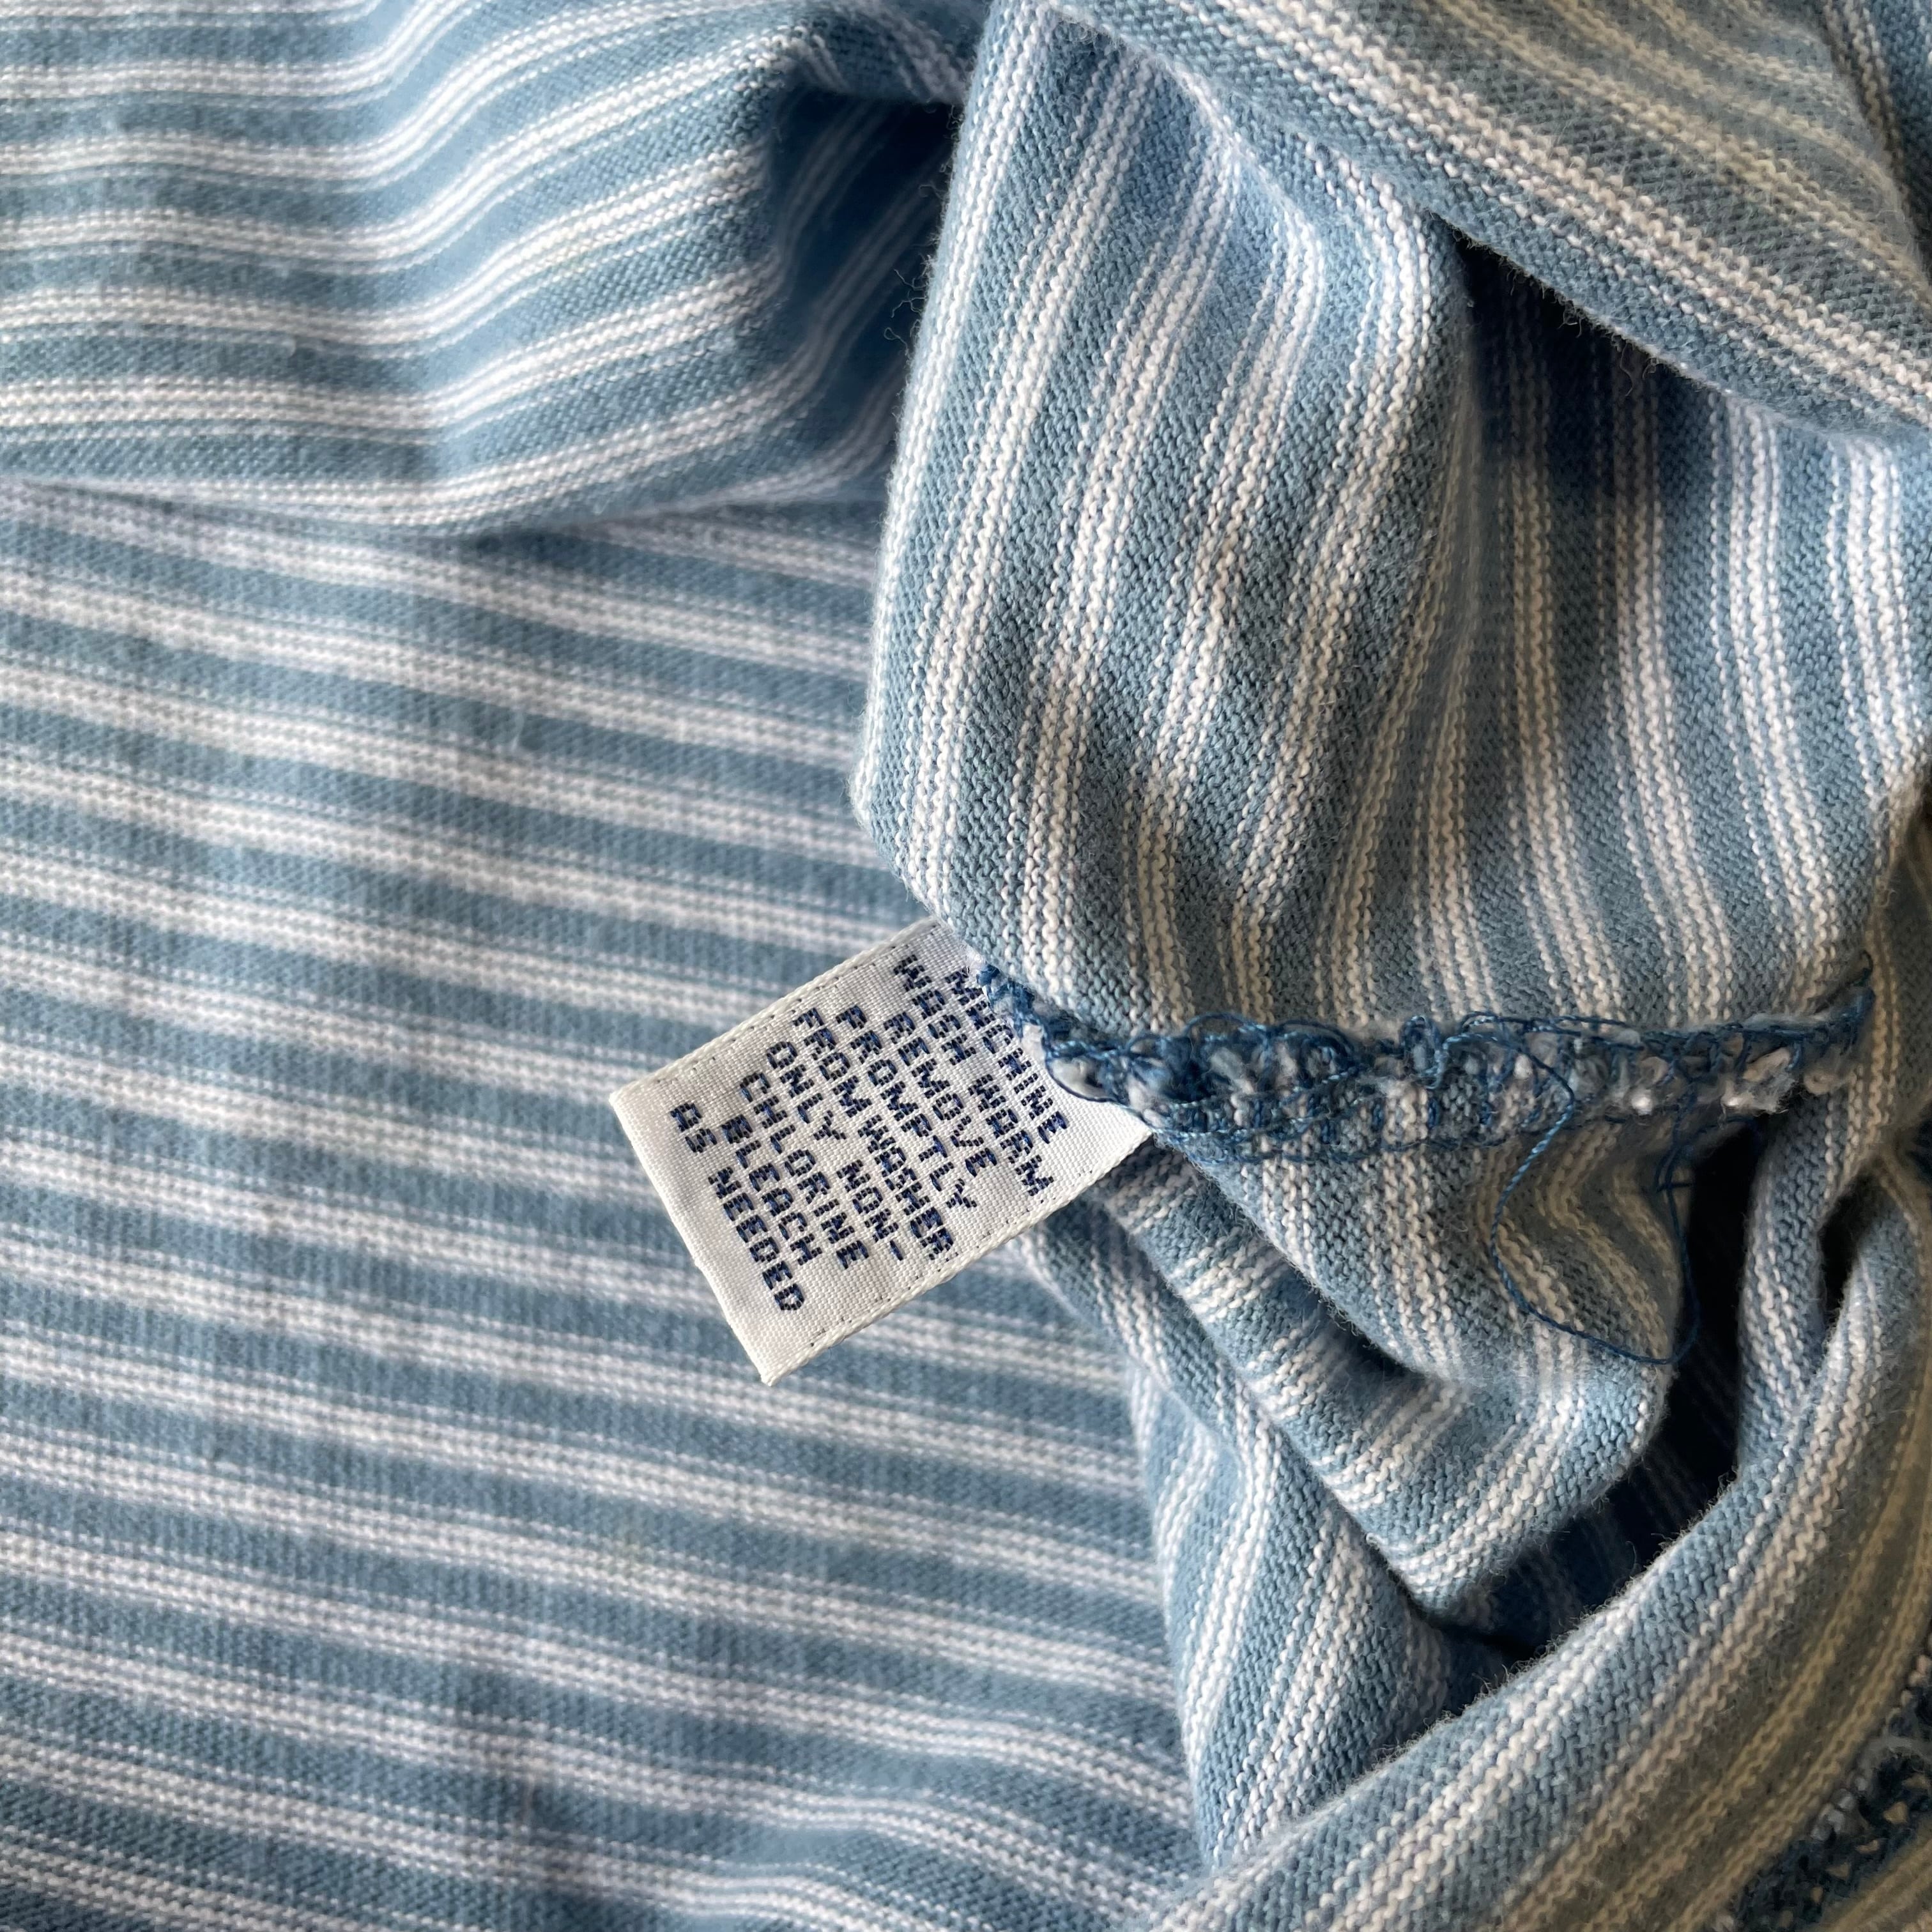 MACHINE
WASH WARM
REMOVE
PROMPTLY
FROM WASHER
ONLY NON-
CHLORINE
BLEACH
AS NEEDED